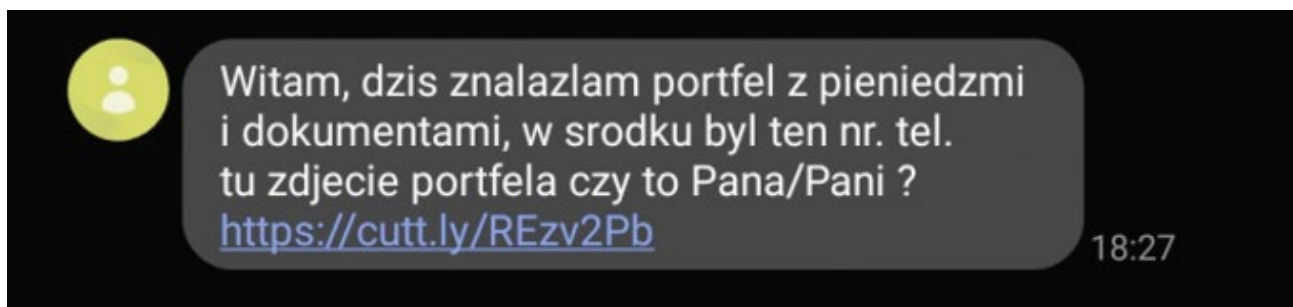 Witam, dzis znalazlam portfel z pieniedzmi
i dokumentami, w srodku byl ten nr. tel.
tu zdjecie portfela czy to Pana/Pani ?
https://cutt.ly/REzv2Pb
18:27